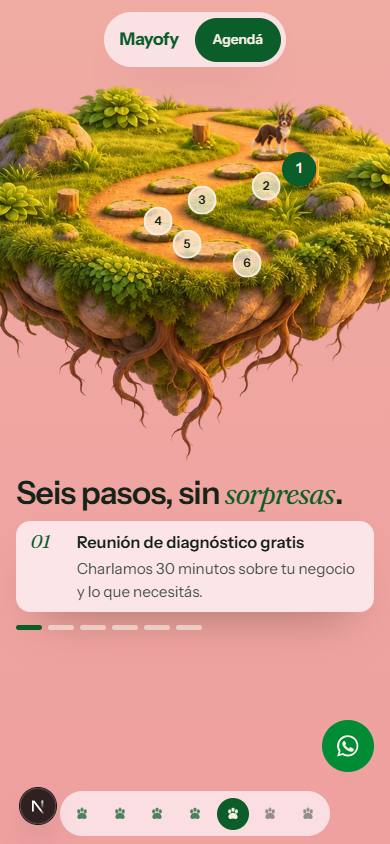 Mayofy
Agendá
1
2
3
4
5
6
Seis pasos, sin sorpresas.
01
Reunión de diagnóstico gratis
Charlamos 30 minutos sobre tu negocio
y lo que necesitás.
N